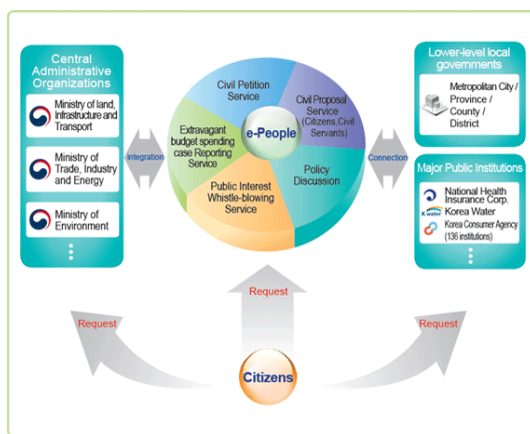 Central
Administrative
Organizations
Ministry of land,
Infrastructure and
Transport
Ministry of
Trade, Industry
and Energy
Ministry of
Environment
integration
Civil Petition
Service
Civil Proposal
Service
(Citizens,Civil
Servants)
e-People
Extravagant
budget spending
case Reporting
Service
Public Interest
Whistle-blowing
Service
Policy
Discussion
Connection
Lower-level local
governments
Metropolitan City /
Province /
County /
District
Major Public Institutions
National Health
Insurance Corp.
K water
Korea Water
Korea Consumer Agency
(136 institutions)
Request
Request
Request
Citizens